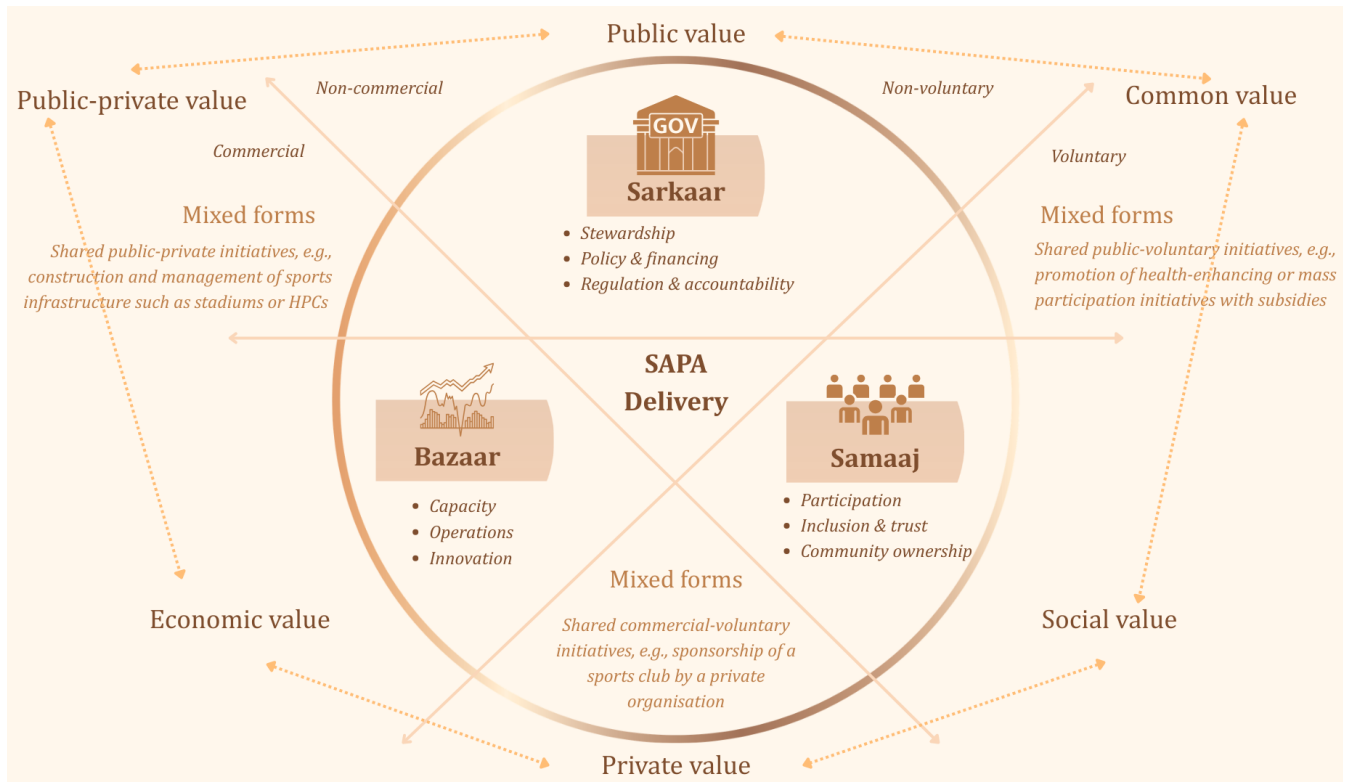 Public value
Public-private value
Non-commercial
Non-voluntary
Common value
Commercial
Voluntary
GOV
Sarkaar
Mixed forms
Shared public-private initiatives, e.g.,
construction and management of sports
infrastructure such as stadiums or HPCs
• Stewardship
• Policy & financing
• Regulation & accountability
Mixed forms
Shared public-voluntary initiatives, e.g.,
promotion of health-enhancing or mass
participation initiatives with subsidies
SAPA
Delivery
Bazaar
• Capacity
• Operations
• Innovation
Samaaj
• Participation
• Inclusion & trust
• Community ownership
Mixed forms
Shared commercial-voluntary
initiatives, e.g., sponsorship of a
sports club by a private
organisation
Economic value
Social value
Private value